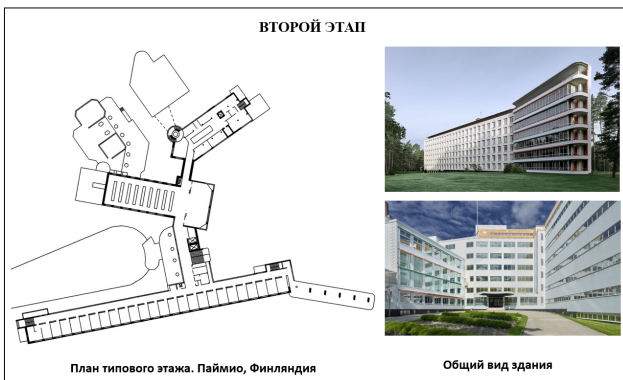 ВТОРОЙ ЭТАП
План типового этажа. Паймио, Финляндия
Общий вид здания